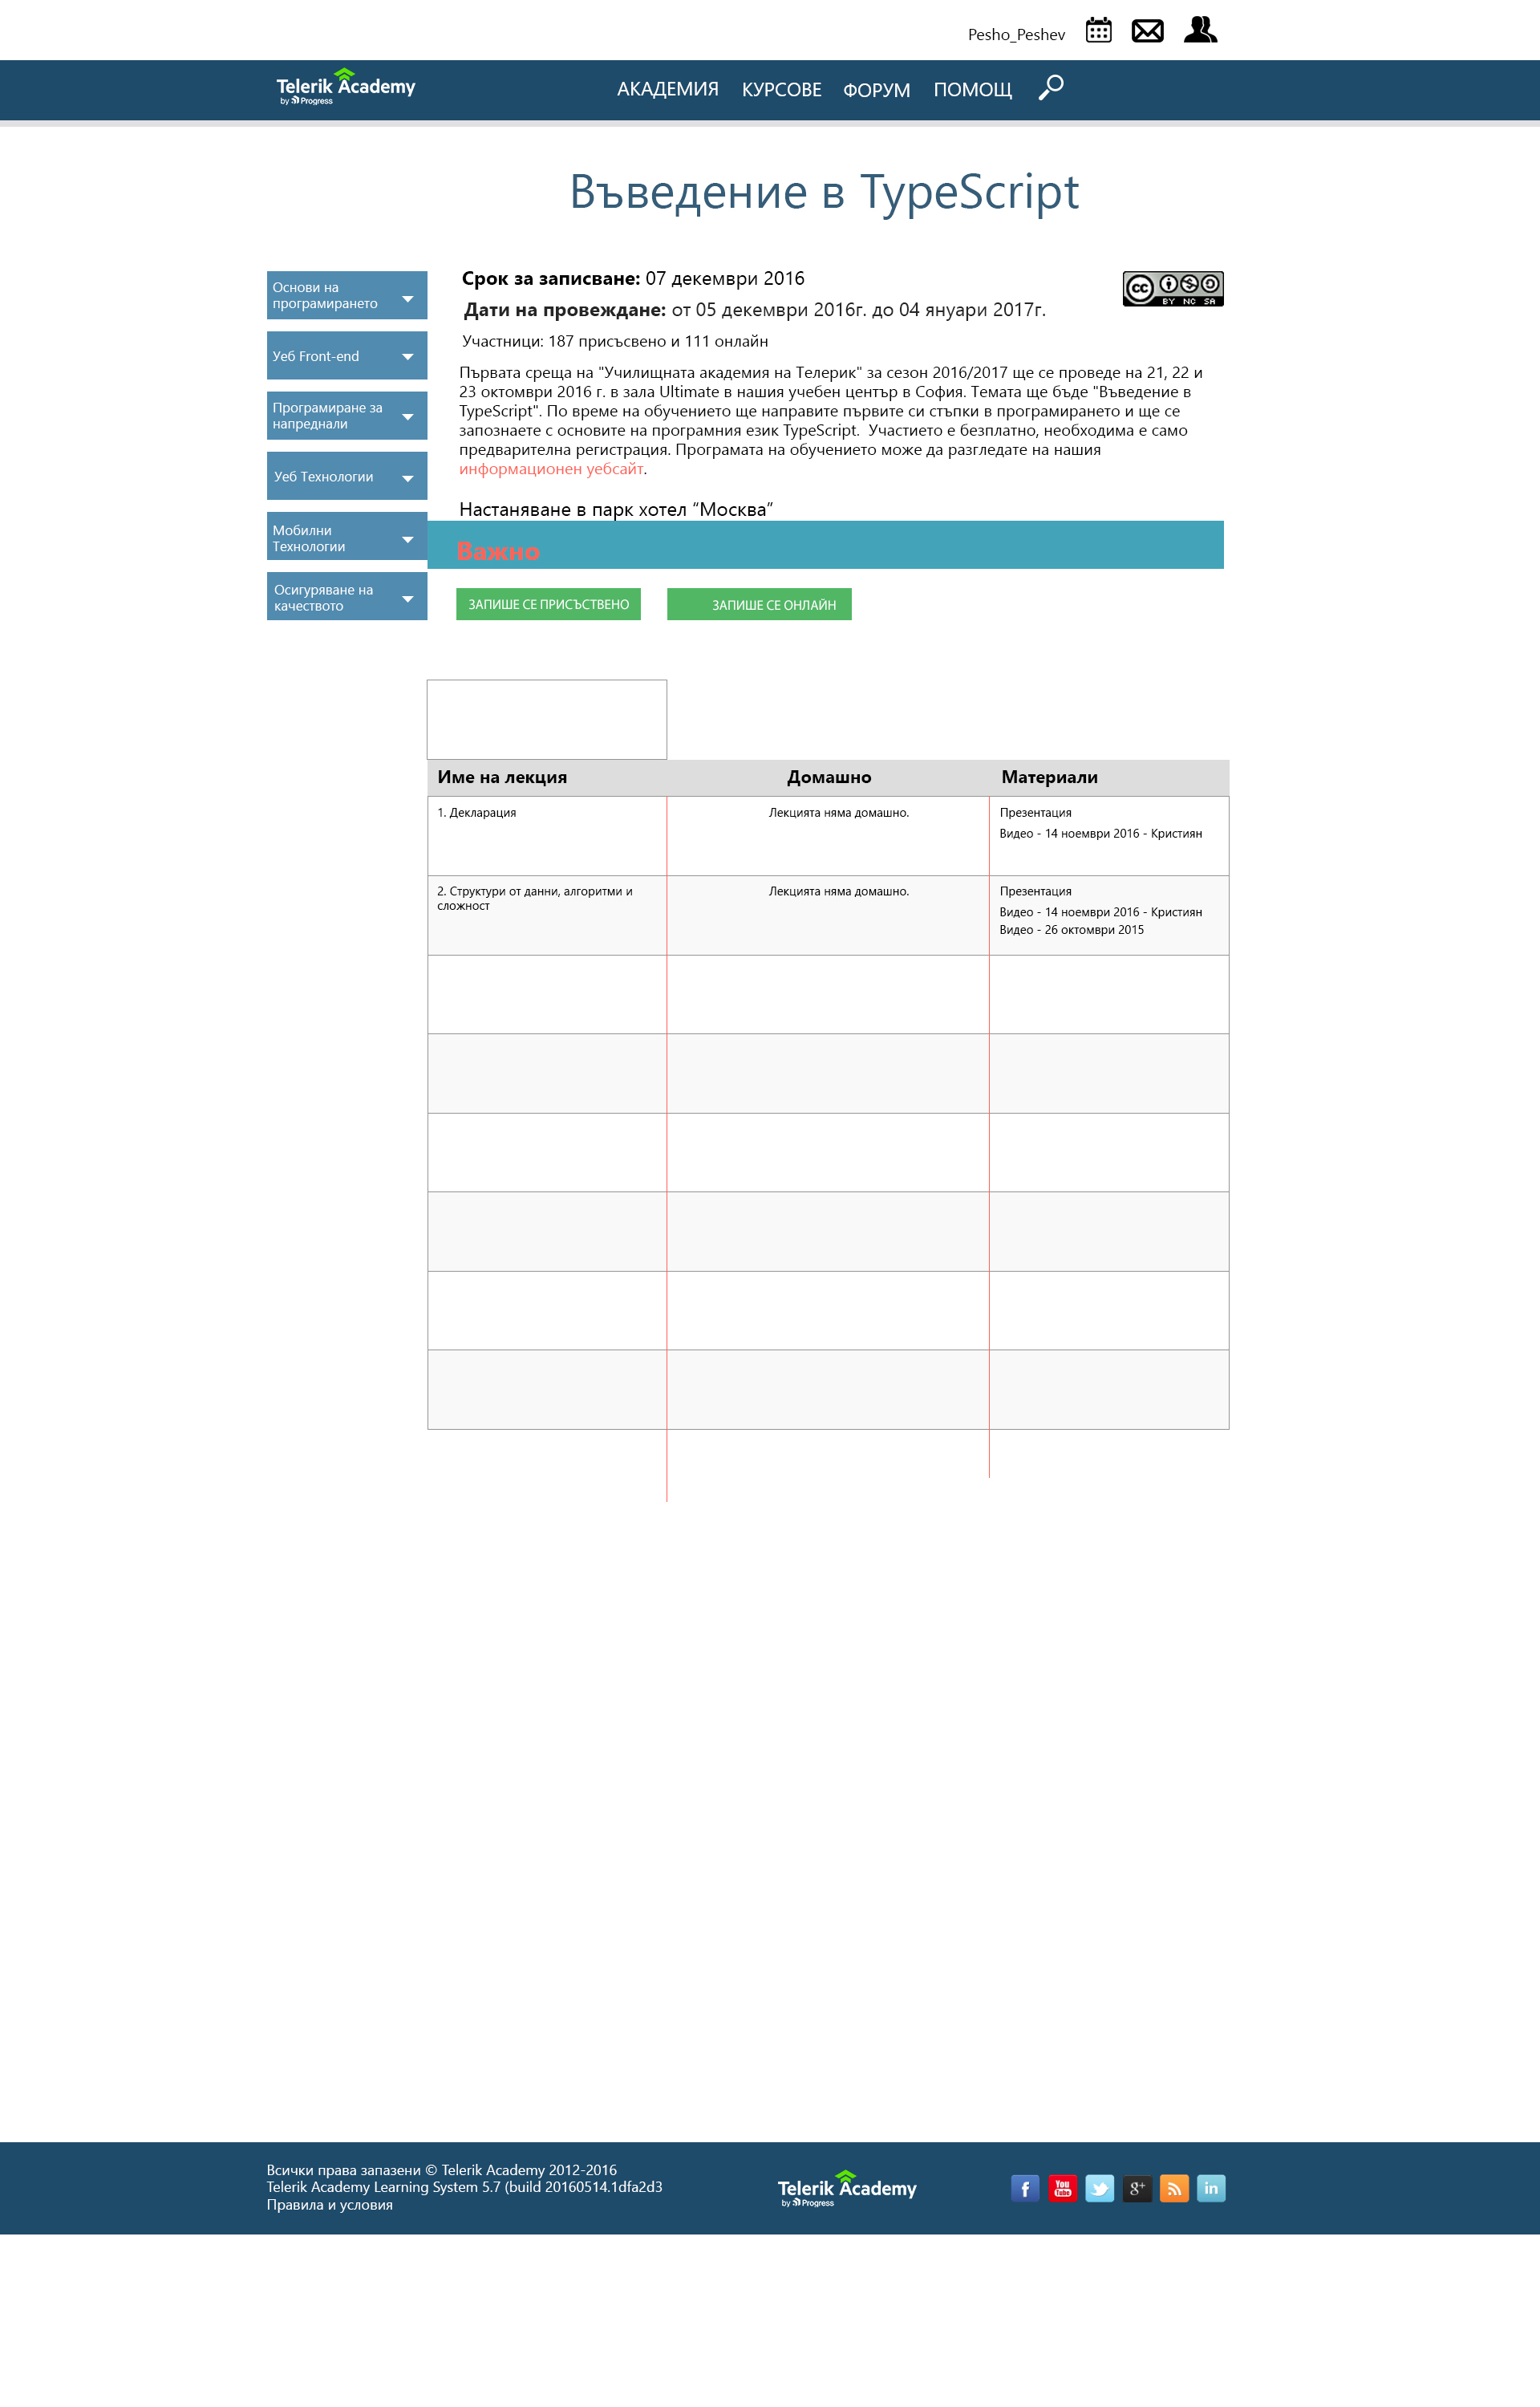 Pesho_Peshev
Telerik Academy
by Progress
АКАДЕМИЯ КУРСОВЕ ФОРУМ ПОМОЩ
Въведение в TypeScript
Основи на
програмирането
Уеб Front-end
Програмиране за
напреднали
Уеб Технологии
Мобилни
Технологии
Осигуряване на
качеството
Срок за записване: 07 декември 2016
Дати на провеждане: от 05 декември 2016г. до 04 януари 2017г.
CC BY NC SA
Участници: 187 присъсвено и 111 онлайн
Първата среща на "Училищната академия на Телерик" за сезон 2016/2017 ще се проведе на 21, 22 и
23 октомври 2016 г. в зала Ultimate в нашия учебен център в София. Темата ще бъде "Въведение в
TypeScript". По време на обучението ще направите първите си стъпки в програмирането и ще се
запознаете с основите на програмния език TypeScript. Участието е безплатно, необходима е само
предварителна регистрация. Програмата на обучението може да разгледате на нашия
информационен уебсайт.
Настаняване в парк хотел “Москва”
Важно
ЗАПИШЕ СЕ ПРИСЪСТВЕНО ЗАПИШЕ СЕ ОНЛАЙН
Име на лекция Домашно Материали
1. Декларация Лекцията няма домашно. Презентация
Видео - 14 ноември 2016 - Кристиян
2. Структури от данни, алгоритми и Лекцията няма домашно. Презентация
сложност
Видео - 14 ноември 2016 - Кристиян
Видео - 26 октомври 2015
Всички права запазени © Telerik Academy 2012-2016
Telerik Academy Learning System 5.7 (build 20160514.1dfa2d3
Правила и условия
Telerik Academy
by Progress
f You Tube g+ in